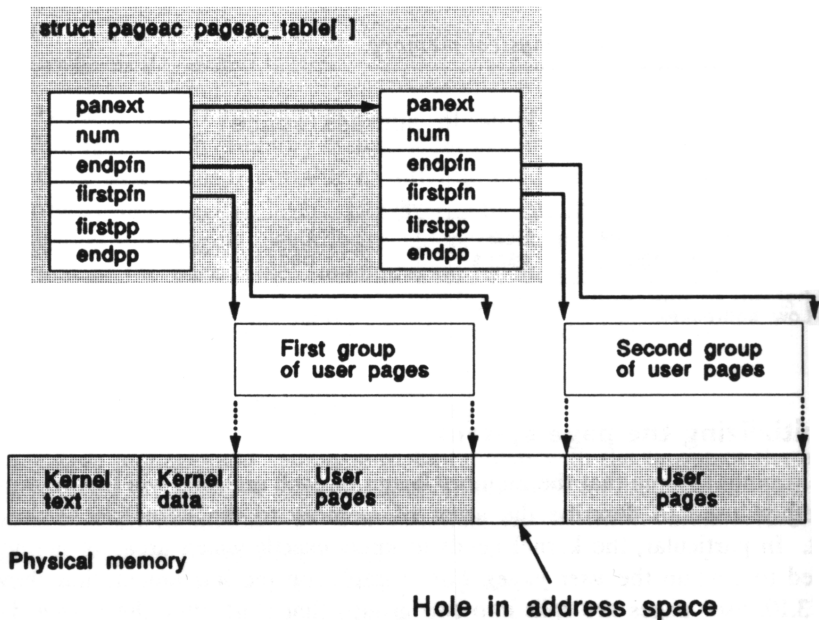 struct pageac pageac_table[ ]
panext
num
endpfn
firstpfn
firstpp
endpp
panext
num
endpfn
firstpfn
firstpp
endpp
First group
of user pages
Second group
of user pages
Kernel
text
Kernel
data
User
pages
User
pages
Physical memory
Hole in address space